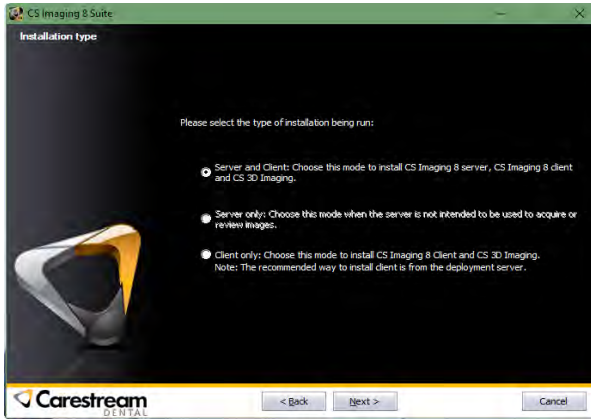 CS Imaging 8 Suite
Installation type
Please select the type of installation being run:
Server and Client: Choose this mode to install CS Imaging 8 server, CS Imaging 8 client
and CS 3D Imaging.
Server only: Choose this mode when the server is not intended to be used to acquire or
review images.
Client only: Choose this mode to install CS Imaging 8 Client and CS 3D Imaging.
Note: The recommended way to install client is from the deployment server.
Carestream
DENTAL
< Back Next > Cancel